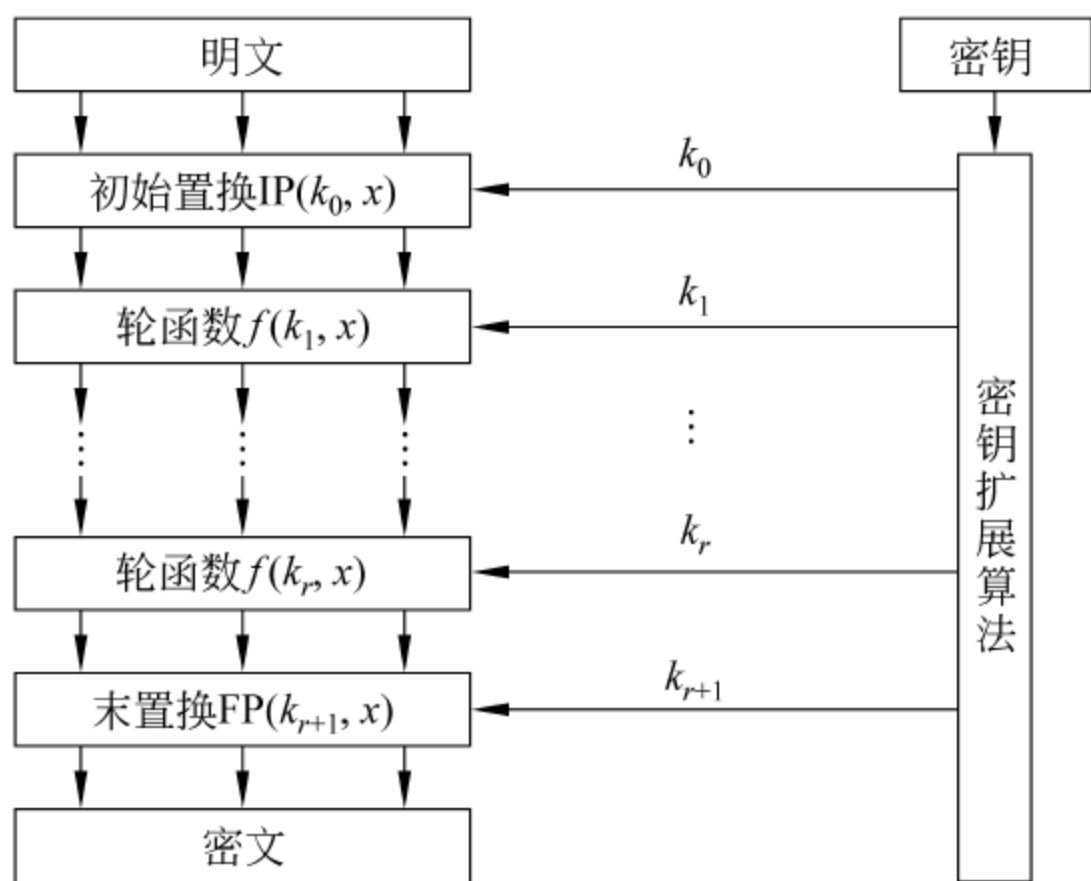 明文
密钥
初始置换IP(k₀, x)
k₀
轮函数f(k₁, x)
k₁
⋮
轮函数f(kᵣ, x)
kᵣ
末置换FP(kᵣ₊₁, x)
kᵣ₊₁
密文
密钥扩展算法